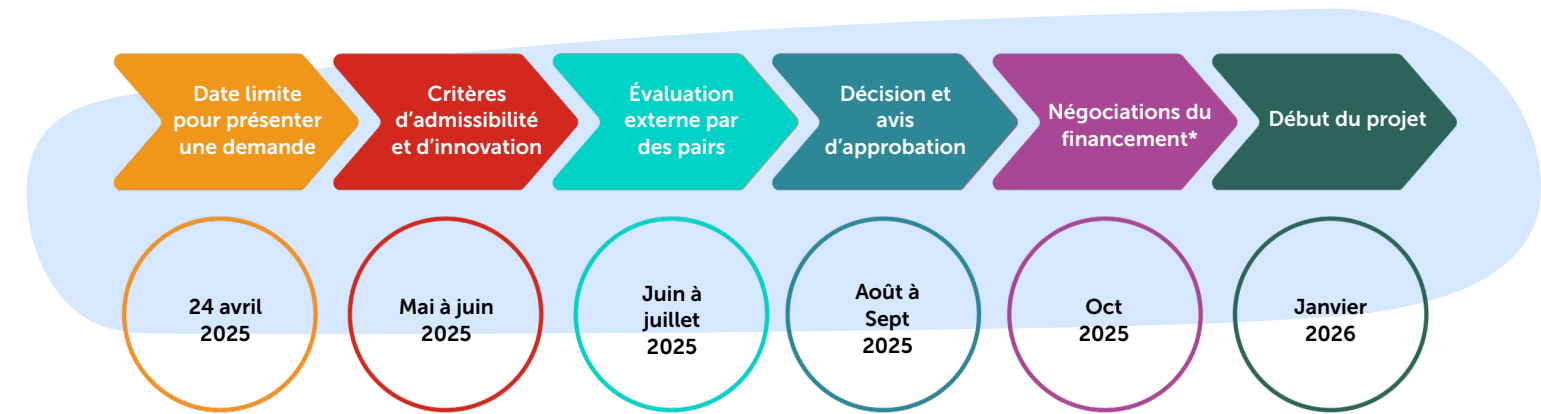 Date limite
pour présenter
une demande
Critères
d'admissibilité
et d'innovation
Évaluation
externe par
des pairs
Décision et
avis
d'approbation
Négociations du
financement*
Début du projet
24 avril
2025
Mai à juin
2025
Juin à
juillet
2025
Août à
Sept
2025
Oct
2025
Janvier
2026